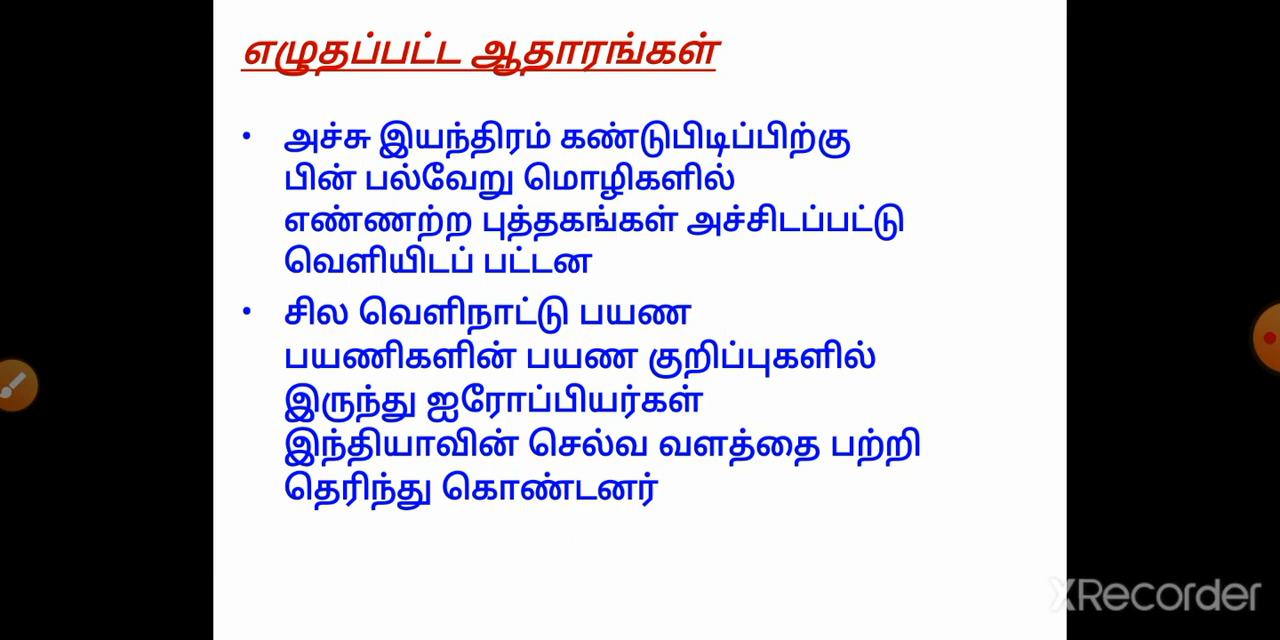 எழுதப்பட்ட ஆதாரங்கள்
• அச்சு இயந்திரம் கண்டுபிடிப்பிற்கு
பின் பல்வேறு மொழிகளில்
எண்ணற்ற புத்தகங்கள் அச்சிடப்பட்டு
வெளியிடப் பட்டன
• சில வெளிநாட்டு பயண
பயணிகளின் பயண குறிப்புகளில்
இருந்து ஐரோப்பியர்கள்
இந்தியாவின் செல்வ வளத்தை பற்றி
தெரிந்து கொண்டனர்
XRecorder